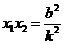 x₁x₂ = b²/k²